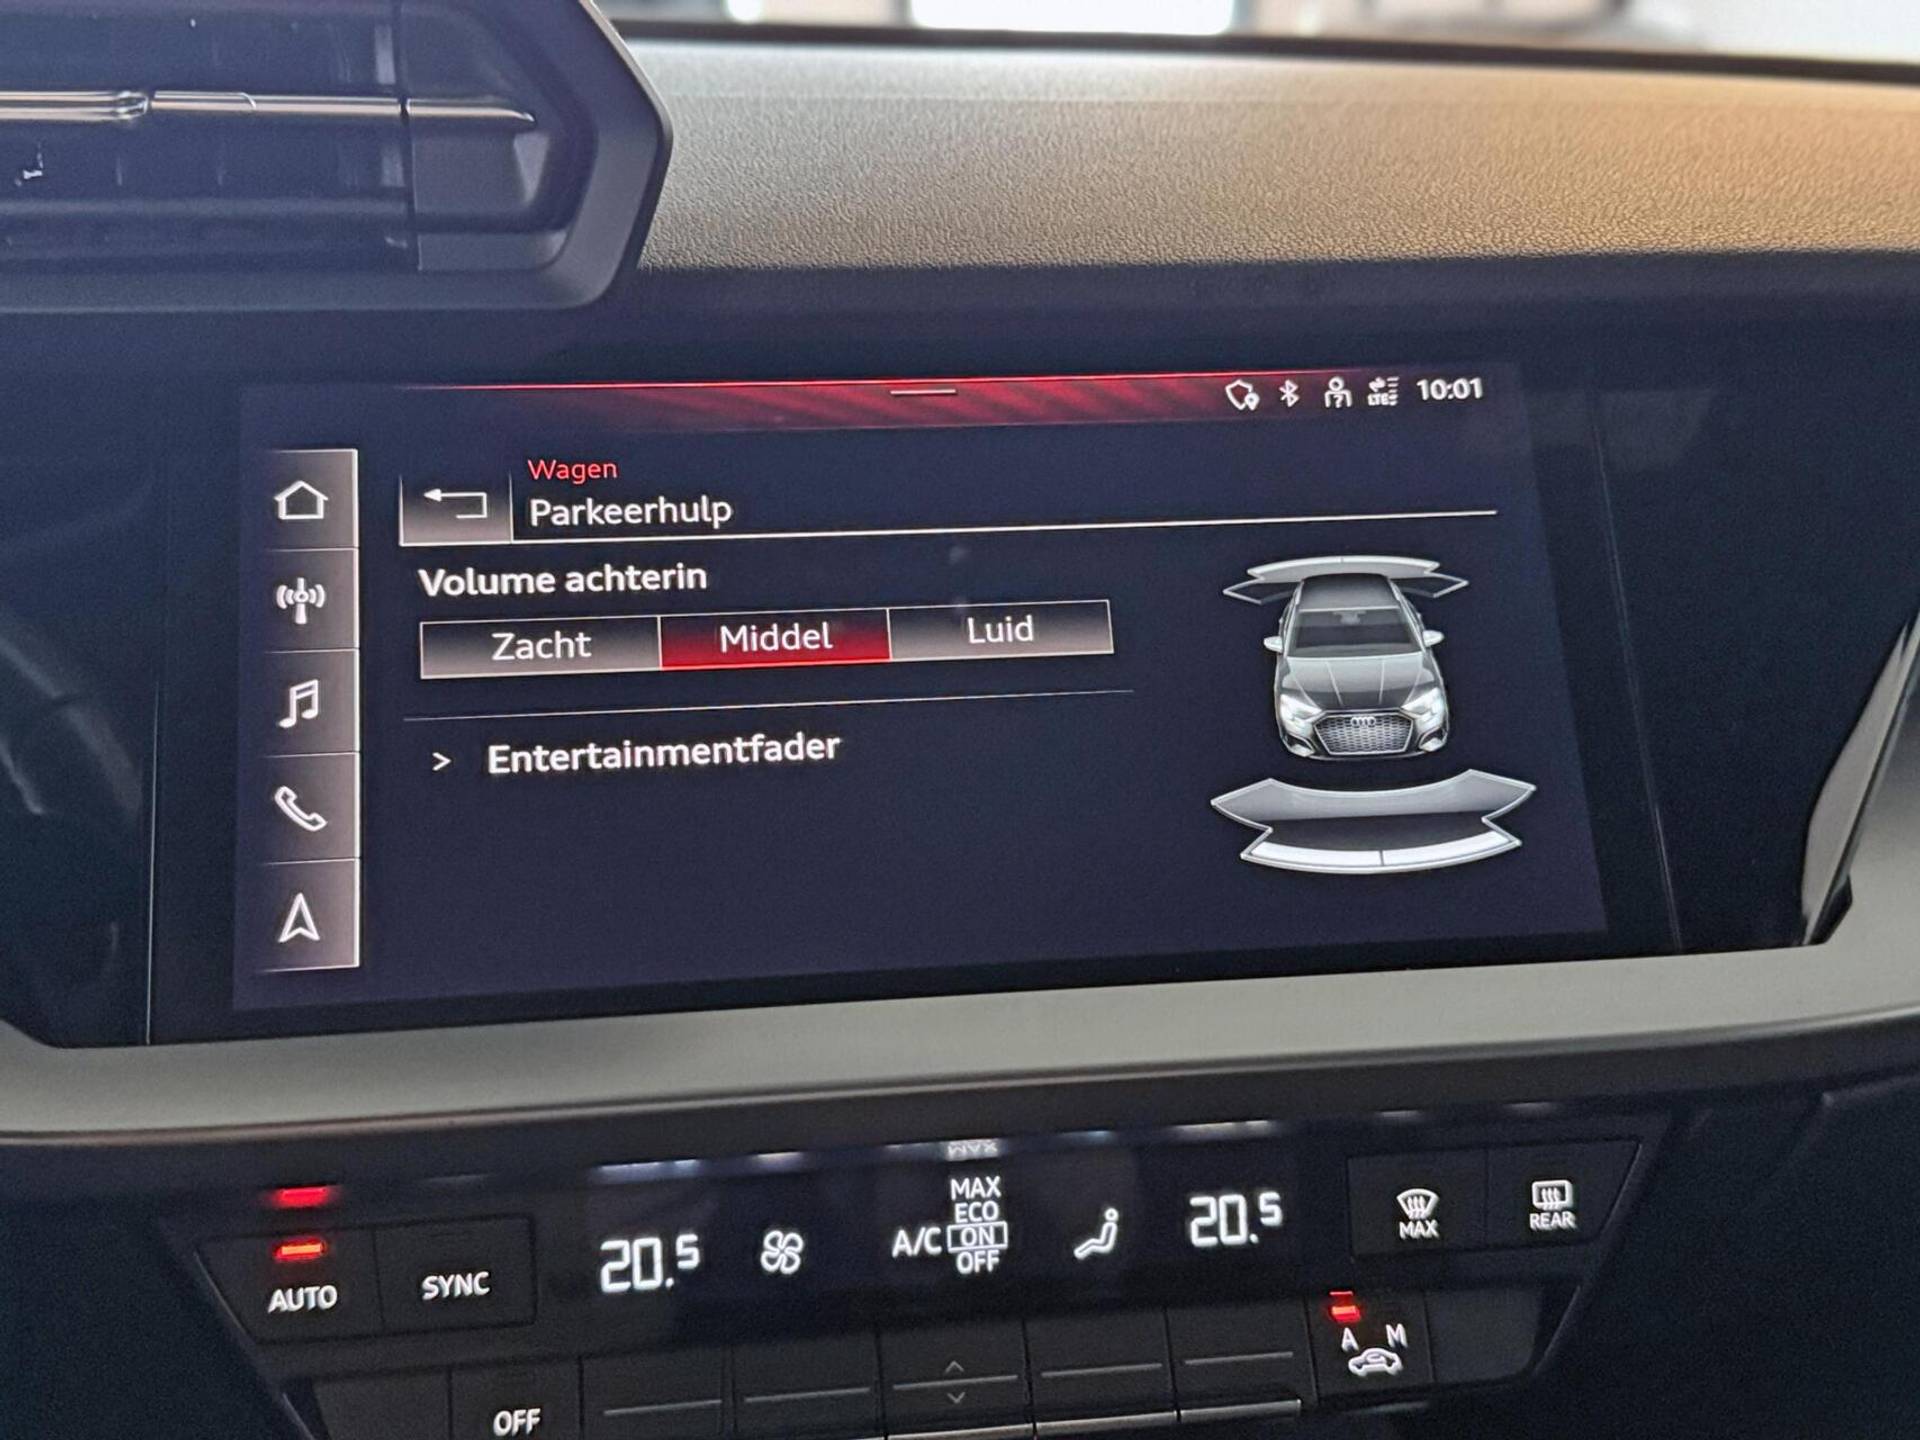 LTE 10:01
Wagen
Parkeerhulp
Volume achterin
Zacht Middel Luid
> Entertainmentfader
MAX
ECO
A/C ON
OFF
20.5
20.5
MAX
REAR
AUTO
SYNC
A M
OFF